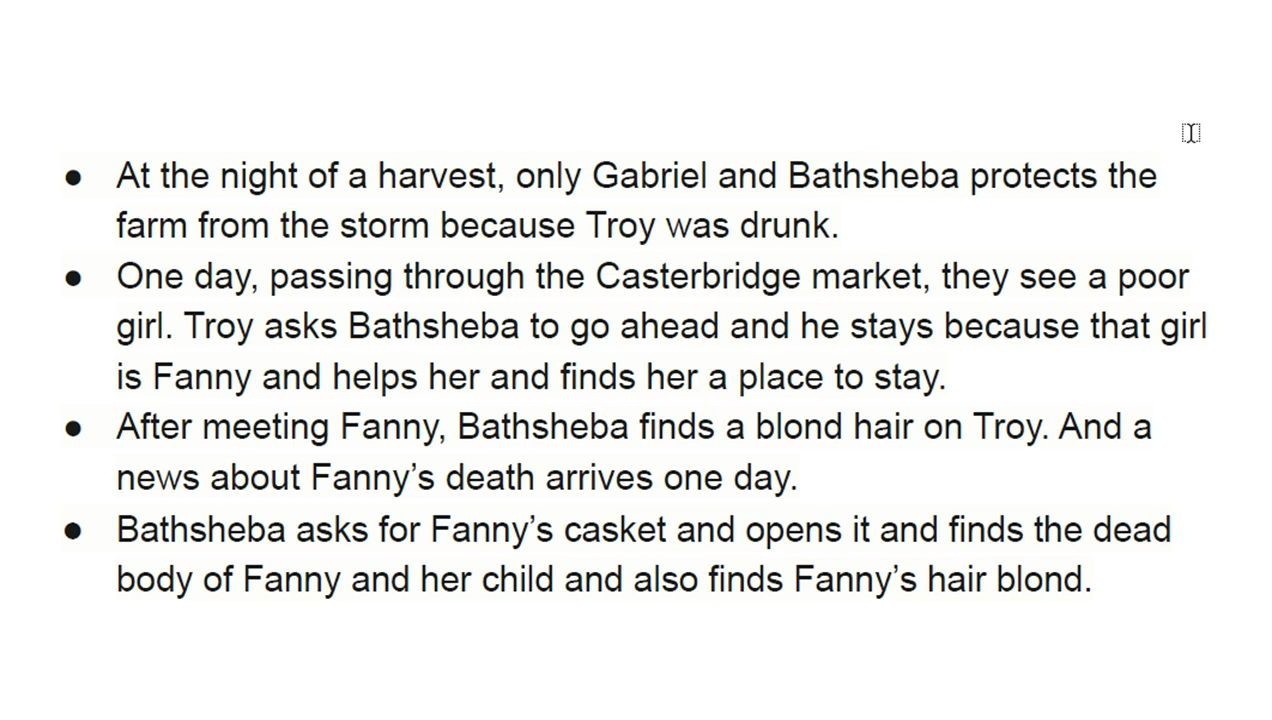 ● At the night of a harvest, only Gabriel and Bathsheba protects the
farm from the storm because Troy was drunk.
● One day, passing through the Casterbridge market, they see a poor
girl. Troy asks Bathsheba to go ahead and he stays because that girl
is Fanny and helps her and finds her a place to stay.
● After meeting Fanny, Bathsheba finds a blond hair on Troy. And a
news about Fanny’s death arrives one day.
● Bathsheba asks for Fanny’s casket and opens it and finds the dead
body of Fanny and her child and also finds Fanny’s hair blond.